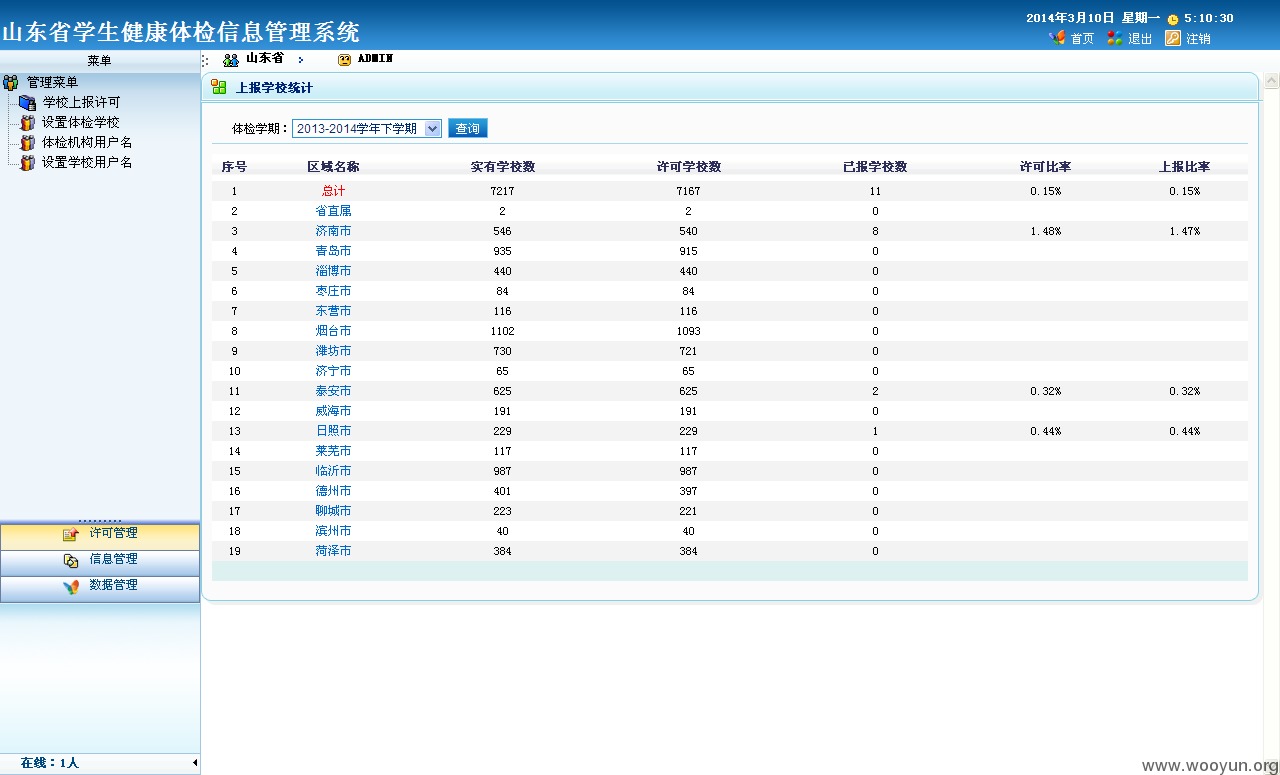 山东省学生健康体检信息管理系统
2014年3月10日 星期一 5:10:30
首页 退出 注销
菜单
山东省 ADMIN
管理菜单
学校上报许可
设置体检学校
体检机构用户名
设置学校用户名
上报学校统计
体检学期： 2013-2014学年下学期 查询
序号 区域名称 实有学校数 许可学校数 已报学校数 许可比率 上报比率
1 总计 7217 7167 11 0.15% 0.15%
2 省直属 2 2 0
3 济南市 546 540 8 1.48% 1.47%
4 青岛市 935 915 0
5 淄博市 440 440 0
6 枣庄市 84 84 0
7 东营市 116 116 0
8 烟台市 1102 1093 0
9 潍坊市 730 721 0
10 济宁市 65 65 0
11 泰安市 625 625 2 0.32% 0.32%
12 威海市 191 191 0
13 日照市 229 229 1 0.44% 0.44%
14 莱芜市 117 117 0
15 临沂市 987 987 0
16 德州市 401 397 0
17 聊城市 223 221 0
18 滨州市 40 40 0
19 菏泽市 384 384 0
许可管理
信息管理
数据管理
在线：1人
www.wooyun.org